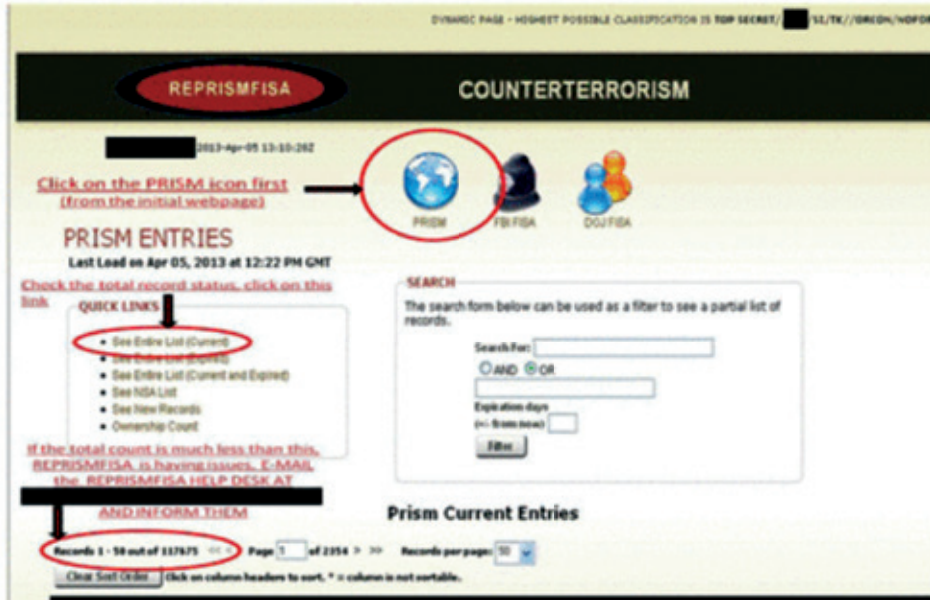 DYNAMIC PAGE - HIGHEST POSSIBLE CLASSIFICATION IS TOP SECRET/ /SI/TK//ORCON/NOFOR
REPRISMFISA
COUNTERTERRORISM
2013-Apr-05 13:10:20Z
Click on the PRISM icon first
(from the initial webpage)
PRISM
FBI FISA
DOJ FISA
PRISM ENTRIES
Last Load on Apr 05, 2013 at 12:22 PM GMT
Check the total record status, click on this
link
QUICK LINKS
See Entire List (Current)
See Entire List (Expired)
See Entire List (Current and Expired)
See NSA List
See New Records
Ownership Count
If the total count is much less than this,
REPRISMFISA is having issues, E-MAIL
the REPRISMFISA HELP DESK AT
AND INFORM THEM
SEARCH
The search form below can be used as a filter to see a partial list of
records.
Search For:
AND OR
Expiration days
(+/- from now)
Filter
Prism Current Entries
Records 1 - 50 out of 117675 << < Page 1 of 2354 > >> Records per page: 50
Clear Sort Order Click on column headers to sort. * = column is not sortable.